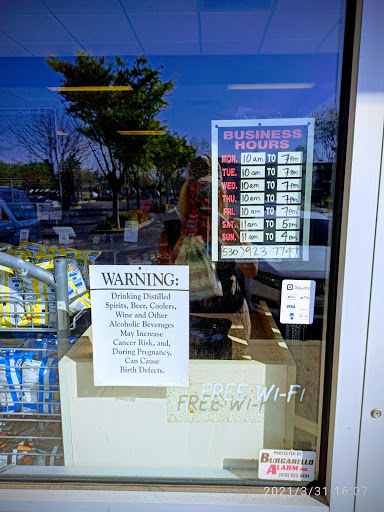 BUSINESS
HOURS
MON. 10 am TO 7 Pm
TUE. 10 am TO 7 Pm
WED. 10 am TO 7 Pm
THU. 10 am TO 7 Pm
FRI. 10 am TO 7 Pm
SAT. 11 am TO 5 Pm
SUN. 11 am TO 4 Pm
(530) 923 7747
Square
WARNING:
Drinking Distilled
Spirits, Beer, Coolers,
Wine and Other
Alcoholic Beverages
May Increase
Cancer Risk, and,
During Pregnancy,
Can Cause
Birth Defects.
FREE WI-FI
PROTECTED BY
BURGARELLO
ALARM INC.
2021/3/31 16:07